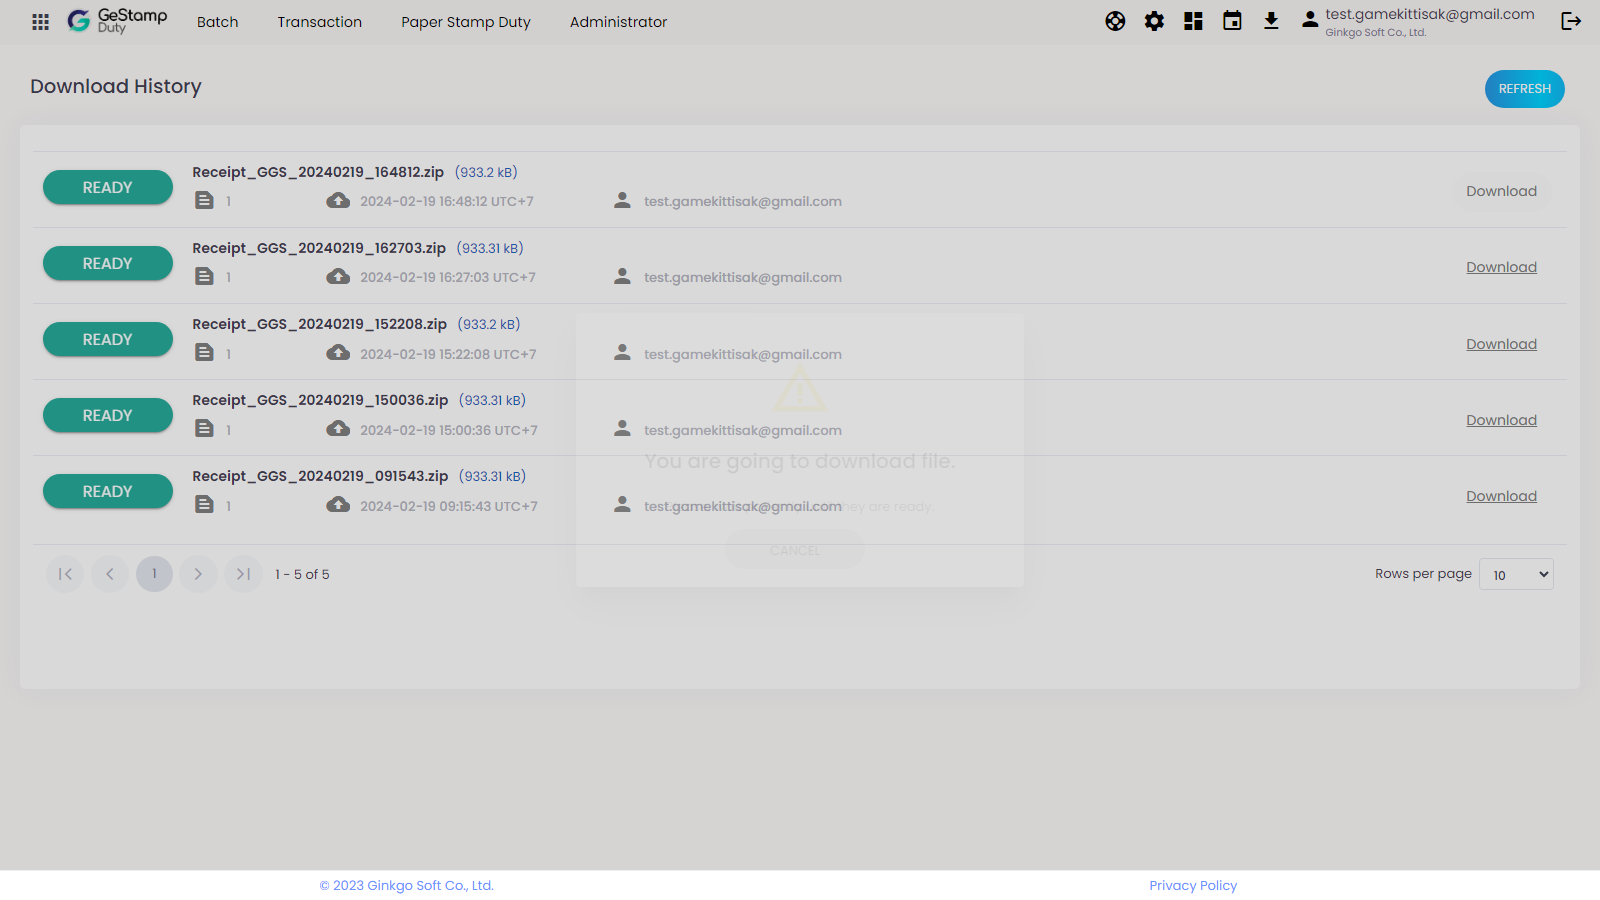 GeStamp Duty Batch Transaction Paper Stamp Duty Administrator test.gamekittisak@gmail.com
Ginkgo Soft Co., Ltd.
Download History REFRESH
READY Receipt_GGS_20240219_164812.zip (933.2 kB) Download
1 2024-02-19 16:48:12 UTC+7 test.gamekittisak@gmail.com
READY Receipt_GGS_20240219_162703.zip (933.31 kB) Download
1 2024-02-19 16:27:03 UTC+7 test.gamekittisak@gmail.com
READY Receipt_GGS_20240219_152208.zip (933.2 kB) Download
1 2024-02-19 15:22:08 UTC+7 test.gamekittisak@gmail.com
READY Receipt_GGS_20240219_150036.zip (933.31 kB) Download
1 2024-02-19 15:00:36 UTC+7 test.gamekittisak@gmail.com
You are going to download file.
READY Receipt_GGS_20240219_091543.zip (933.31 kB) Download
1 2024-02-19 09:15:43 UTC+7 test.gamekittisak@gmail.com
they are ready.
CANCEL
1 1 - 5 of 5 Rows per page 10
© 2023 Ginkgo Soft Co., Ltd. Privacy Policy